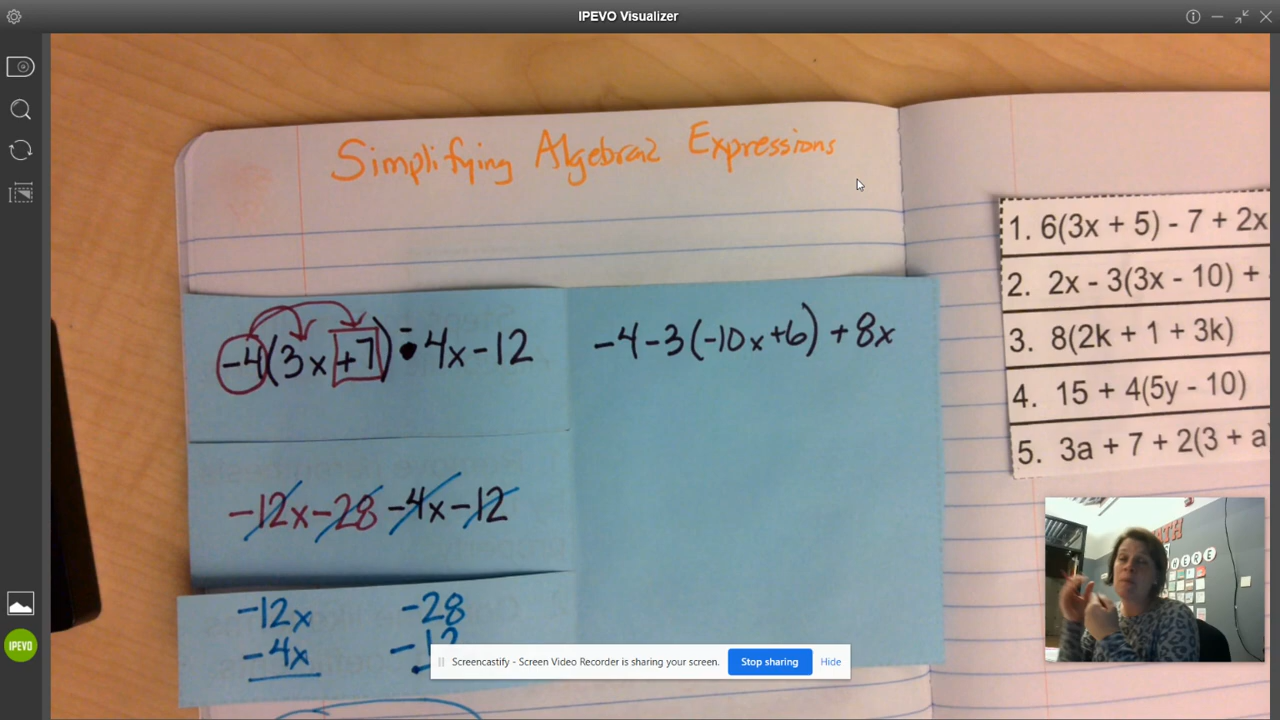 IPEVO Visualizer
Simplifying Algebraic Expressions
-4(3x+7) - 4x-12
-12x-28-4x-12
-12x -28
-4x -12
-4-3(-10x+6)+8x
1. 6(3x + 5) - 7 + 2x
2. 2x - 3(3x - 10) +
3. 8(2k + 1 + 3k)
4. 15 + 4(5y - 10)
5. 3a + 7 + 2(3 + a
HERE
IPEVO
Screencastify - Screen Video Recorder is sharing your screen.
Stop sharing
Hide